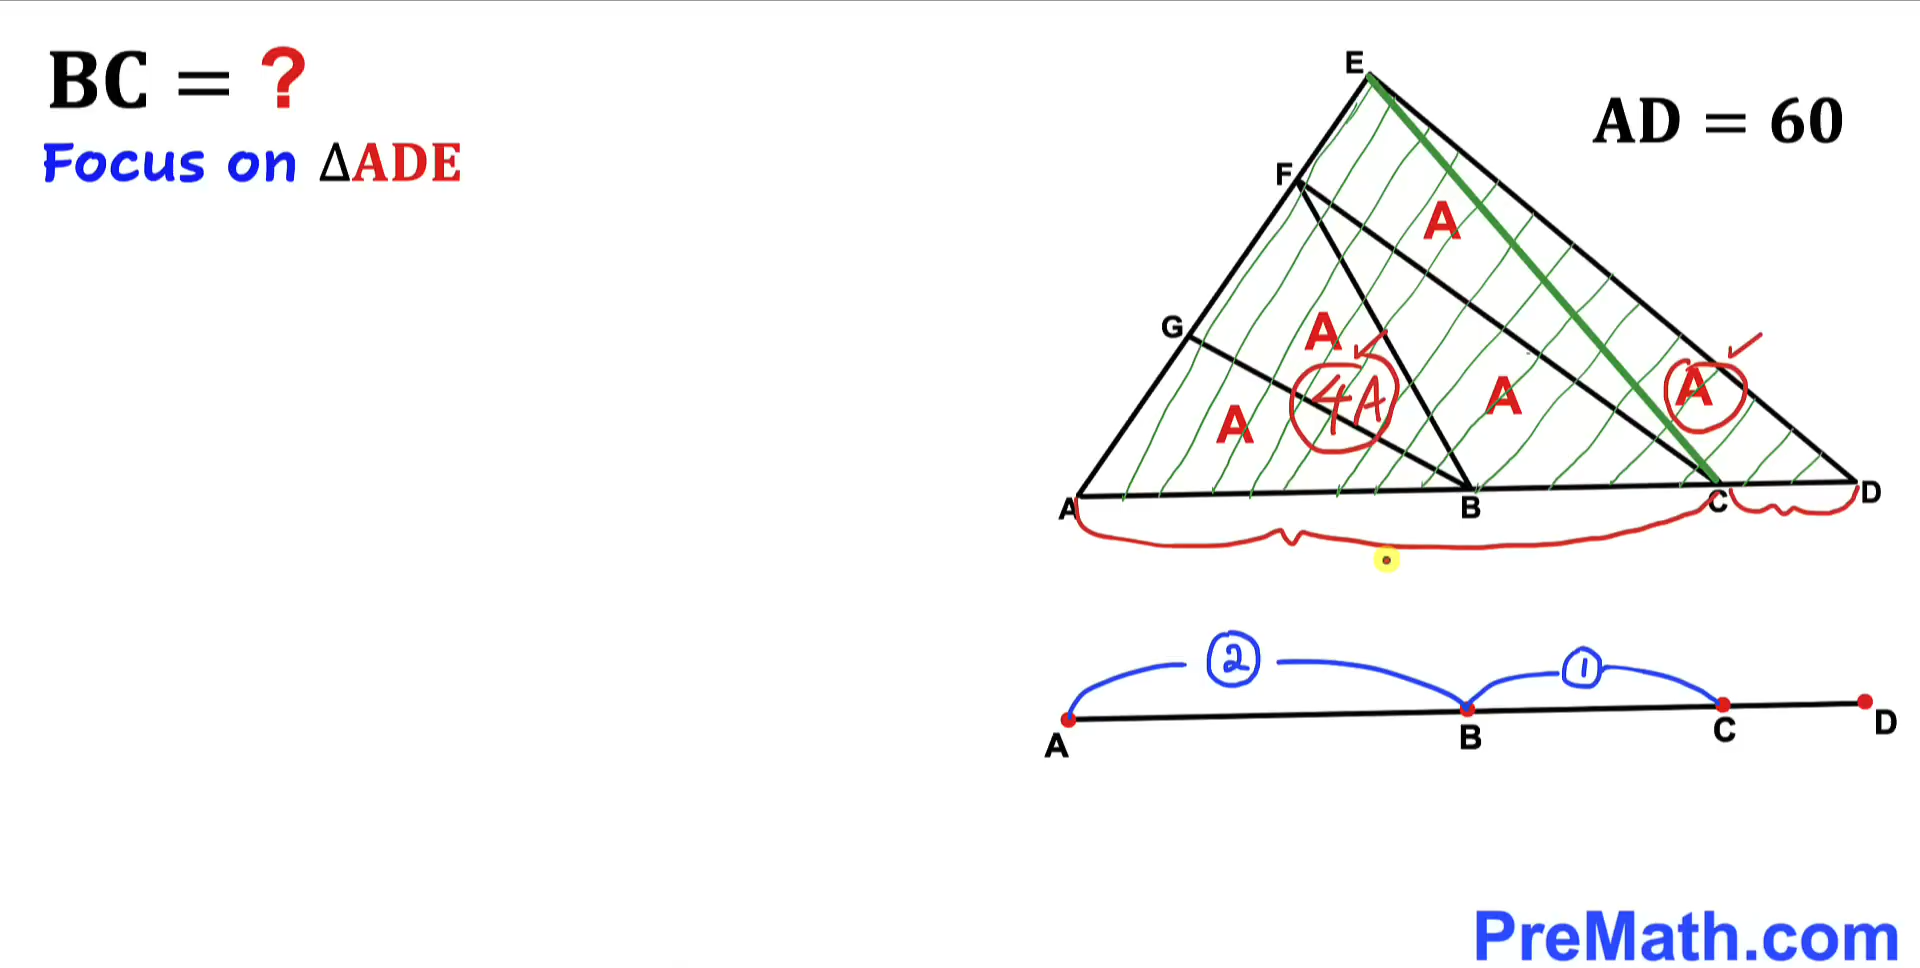 BC = ?
Focus on ΔADE
E
AD = 60
F
A
G
A
4A
A
A
A
A
B
C
D
2
1
A
B
C
D
PreMath.com